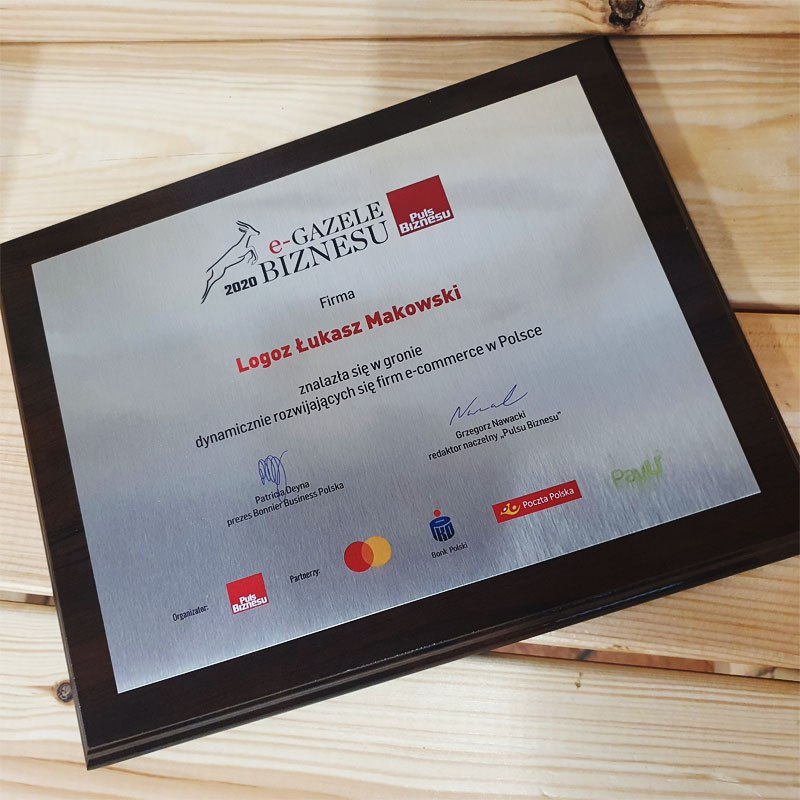 e-GAZELE
2020 BIZNESU
Puls
Biznesu
Firma
Logoz Łukasz Makowski
znalazła się w gronie
dynamicznie rozwijających się firm e-commerce w Polsce
Patricia Deyna
prezes Bonnier Business Polska
Grzegorz Nawacki
redaktor naczelny „Pulsu Biznesu”
Organizator:
Puls
Biznesu
Partnerzy:
Bank Polski
Poczta Polska